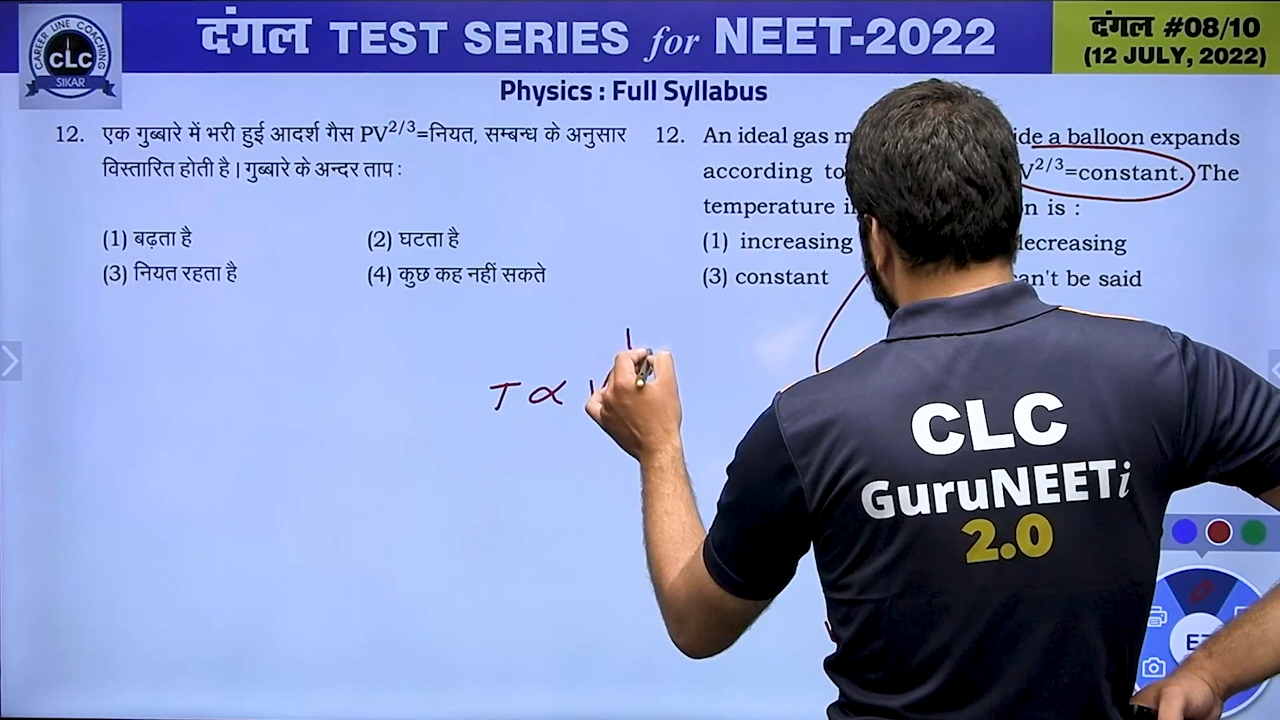 CAREER LINE COACHING
CLC
SIKAR
दंगल TEST SERIES for NEET-2022
दंगल #08/10
(12 JULY, 2022)
Physics : Full Syllabus
12. एक गुब्बारे में भरी हुई आदर्श गैस PV^2/3=नियत, सम्बन्ध के अनुसार
विस्तारित होती है। गुब्बारे के अन्दर ताप :
(1) बढ़ता है (2) घटता है
(3) नियत रहता है (4) कुछ कह नहीं सकते
12. An ideal gas a balloon expands
according V^2/3=constant. The
temperature is :
(1) increasing decreasing
(3) constant can't be said
T ∝
CLC
GuruNEETi
2.0